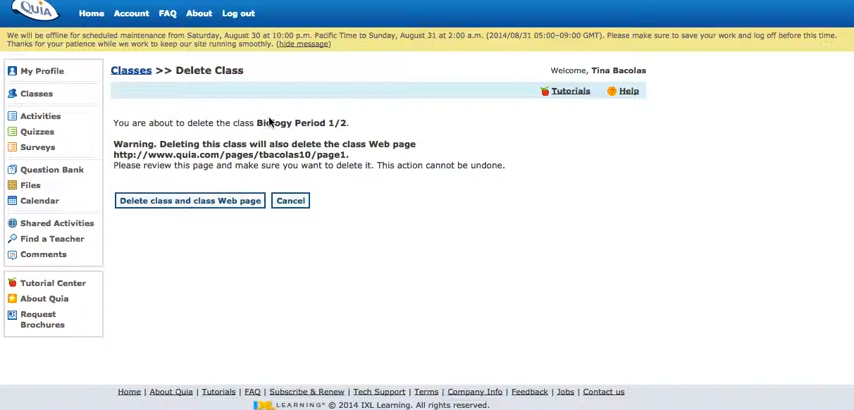 QUIA
Home Account FAQ About Log out
We will be offline for scheduled maintenance from Saturday, August 30 at 10:00 p.m. Pacific Time to Sunday, August 31 at 2:00 a.m. (2014/08/31 05:00–09:00 GMT). Please make sure to save your work and log off before this time.
Thanks for your patience while we work to keep our site running smoothly. (hide message)
My Profile
Classes
Activities
Quizzes
Surveys
Question Bank
Files
Calendar
Shared Activities
Find a Teacher
Comments
Tutorial Center
About Quia
Request
Brochures
Classes >> Delete Class
Welcome, Tina Bacolas
Tutorials Help
You are about to delete the class Biology Period 1/2.
Warning. Deleting this class will also delete the class Web page
http://www.quia.com/pages/tbacolas10/page1.
Please review this page and make sure you want to delete it. This action cannot be undone.
Delete class and class Web page Cancel
Home | About Quia | Tutorials | FAQ | Subscribe & Renew | Tech Support | Terms | Company Info | Feedback | Jobs | Contact us
IXL LEARNING® © 2014 IXL Learning. All rights reserved.